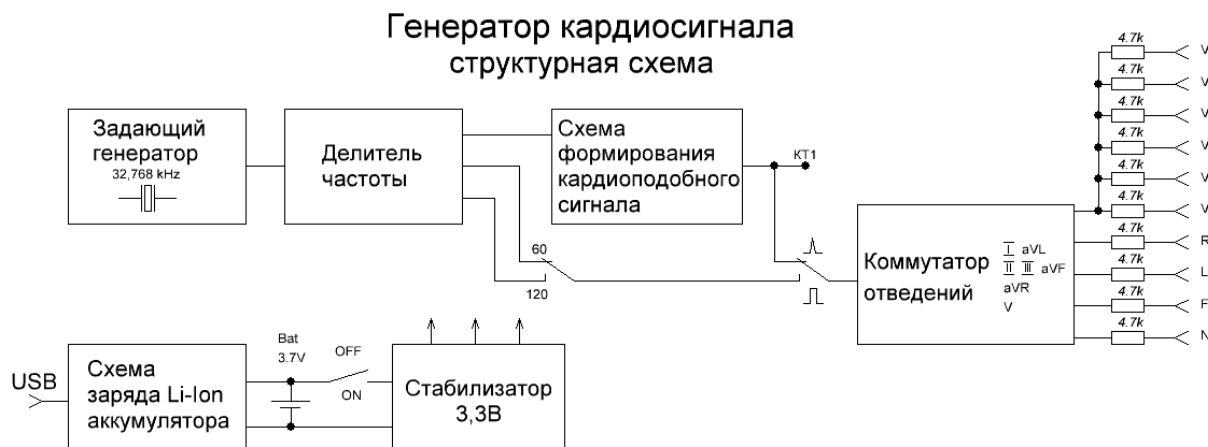 Генератор кардиосигнала
структурная схема
Задающий
генератор
32,768 kHz
Делитель
частоты
Схема
формирования
кардиоподобного
сигнала
КТ1
60
120
Коммутатор
отведений
I aVL
II III aVF
aVR
V
4.7k V
4.7k V
4.7k V
4.7k V
4.7k V
4.7k V
4.7k R
4.7k L
4.7k F
4.7k N
USB
Схема
заряда Li-Ion
аккумулятора
Bat
3.7V
OFF
ON
Стабилизатор
3,3В